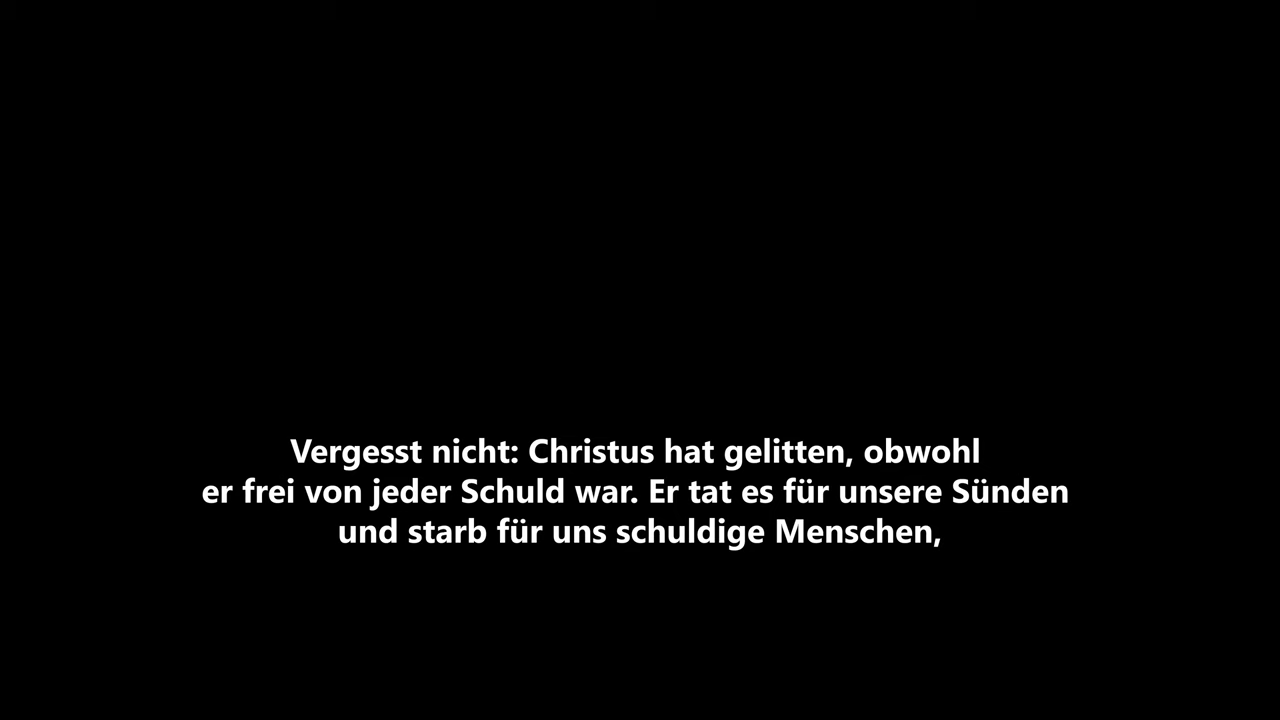 Vergesst nicht: Christus hat gelitten, obwohl
er frei von jeder Schuld war. Er tat es für unsere Sünden
und starb für uns schuldige Menschen,